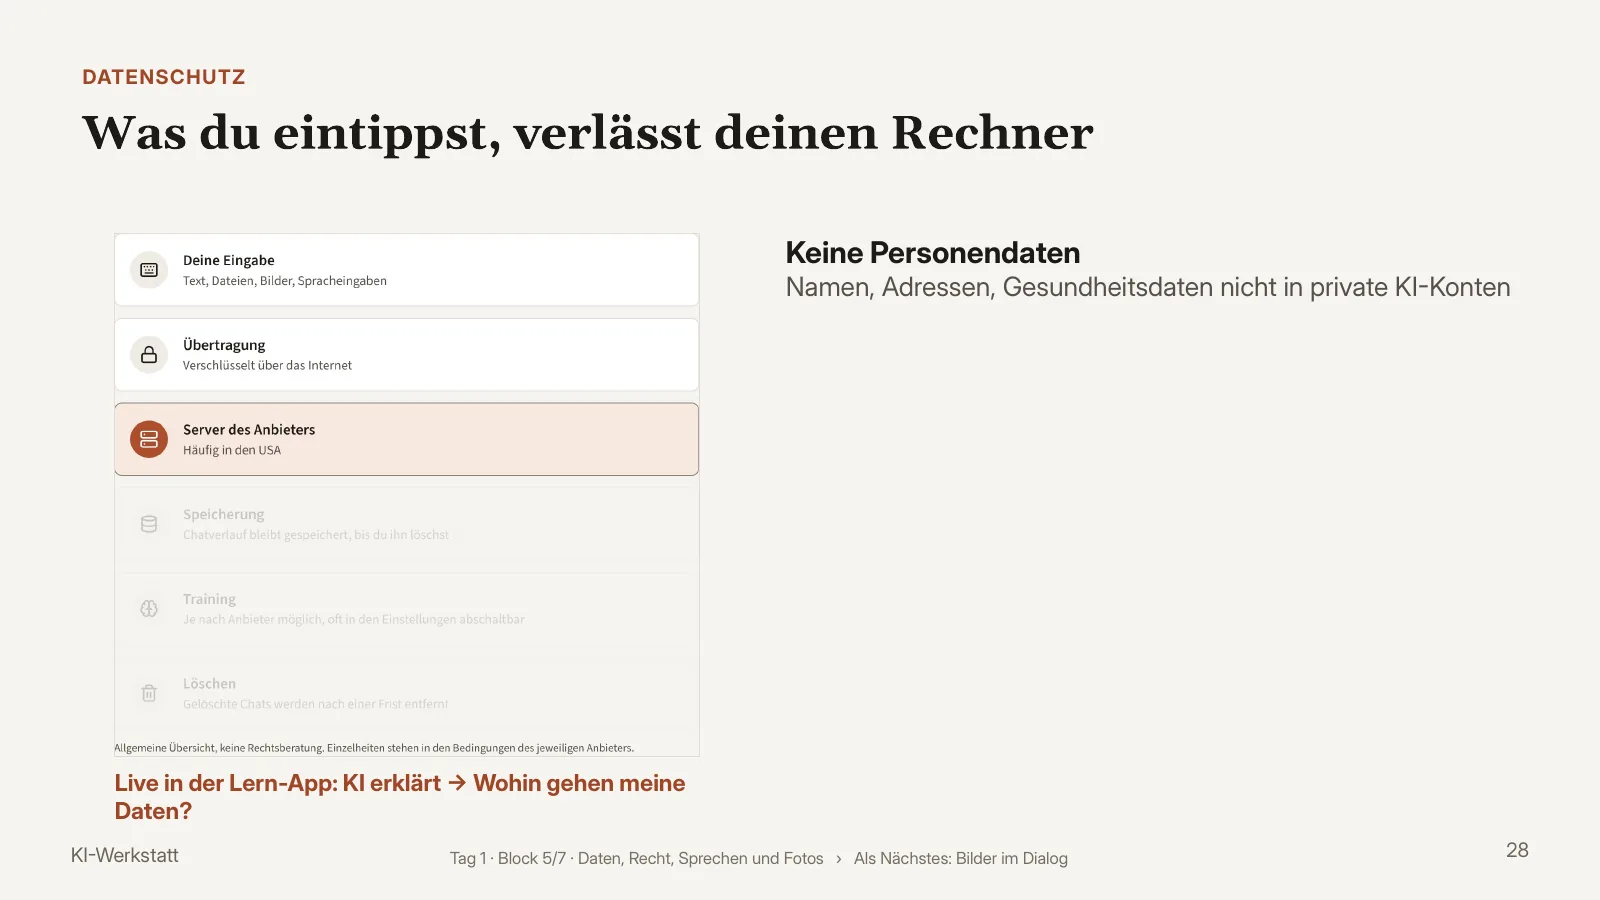 DATENSCHUTZ
Was du eintippst, verlässt deinen Rechner
Deine Eingabe
Text, Dateien, Bilder, Spracheingaben
Übertragung
Verschlüsselt über das Internet
Server des Anbieters
Häufig in den USA
Speicherung
Chatverlauf bleibt gespeichert, bis du ihn löschst
Training
Je nach Anbieter möglich, oft in den Einstellungen abschaltbar
Löschen
Gelöschte Chats werden nach einer Frist entfernt
Allgemeine Übersicht, keine Rechtsberatung. Einzelheiten stehen in den Bedingungen des jeweiligen Anbieters.
Live in der Lern-App: KI erklärt → Wohin gehen meine
Daten?
Keine Personendaten
Namen, Adressen, Gesundheitsdaten nicht in private KI-Konten
KI-Werkstatt
Tag 1 · Block 5/7 · Daten, Recht, Sprechen und Fotos › Als Nächstes: Bilder im Dialog
28